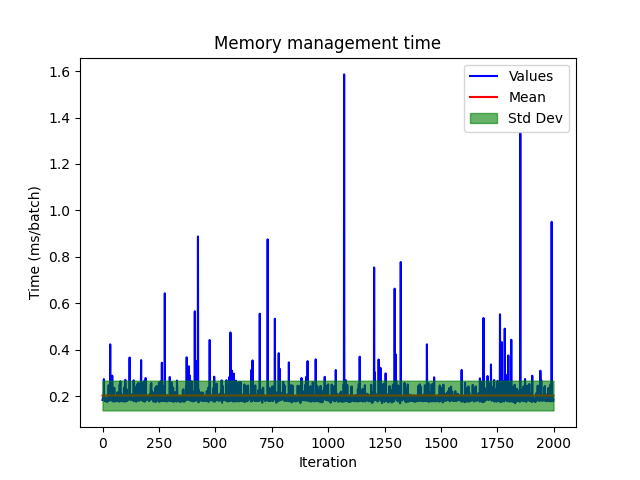 Memory management time
Time (ms/batch)
1.6
1.4
1.2
1.0
0.8
0.6
0.4
0.2
Values
Mean
Std Dev
0 250 500 750 1000 1250 1500 1750 2000
Iteration